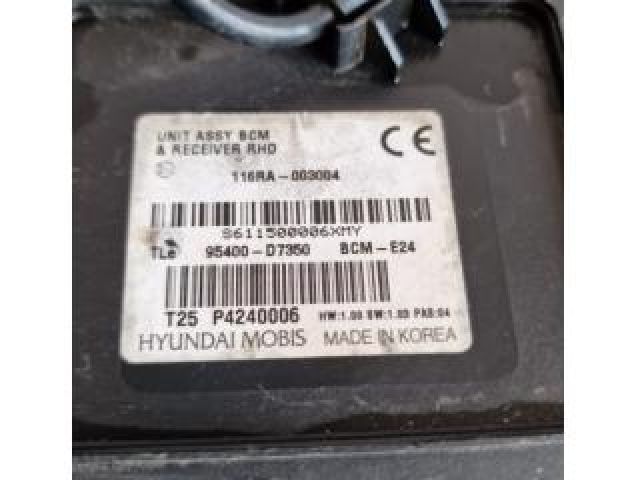 UNIT ASSY BCM
& RECEIVER RHD
CE
116RA-003004
S611500006XMY
TLe 95400-D7350 BCM-E24
T25 P4240006 HW:1.00 SW:1.03 PAS:04
HYUNDAI MOBIS MADE IN KOREA